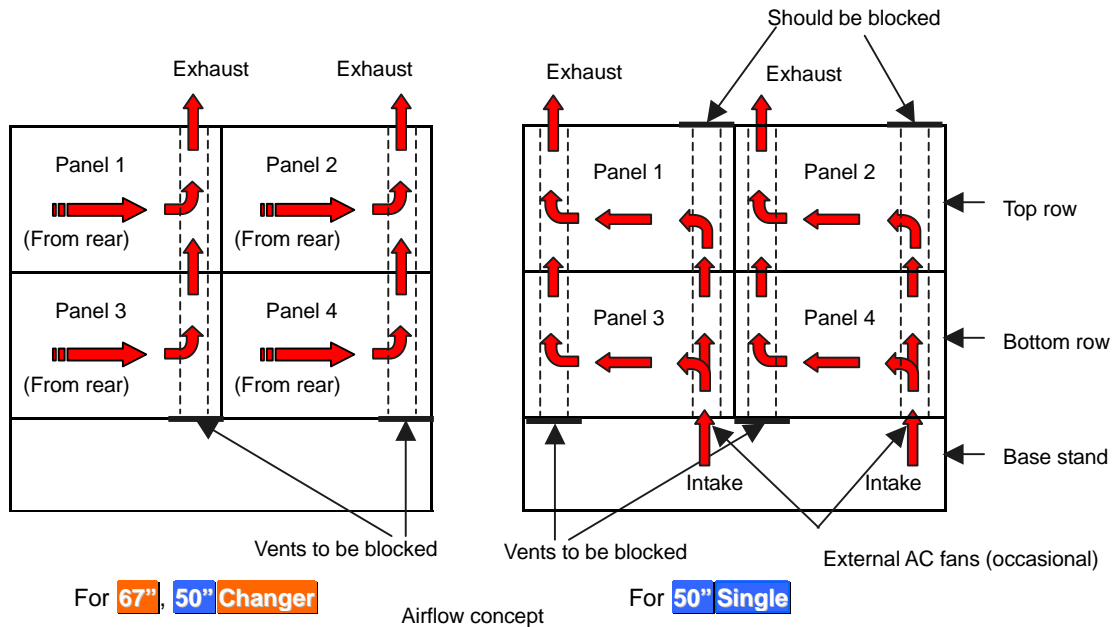 Should be blocked
Exhaust
Exhaust
Exhaust
Exhaust
Panel 1
(From rear)
Panel 2
(From rear)
Panel 1
Panel 2
Top row
Panel 3
(From rear)
Panel 4
(From rear)
Panel 3
Panel 4
Bottom row
Intake
Intake
Base stand
Vents to be blocked
Vents to be blocked
External AC fans (occasional)
For 67”, 50” Changer
For 50” Single
Airflow concept